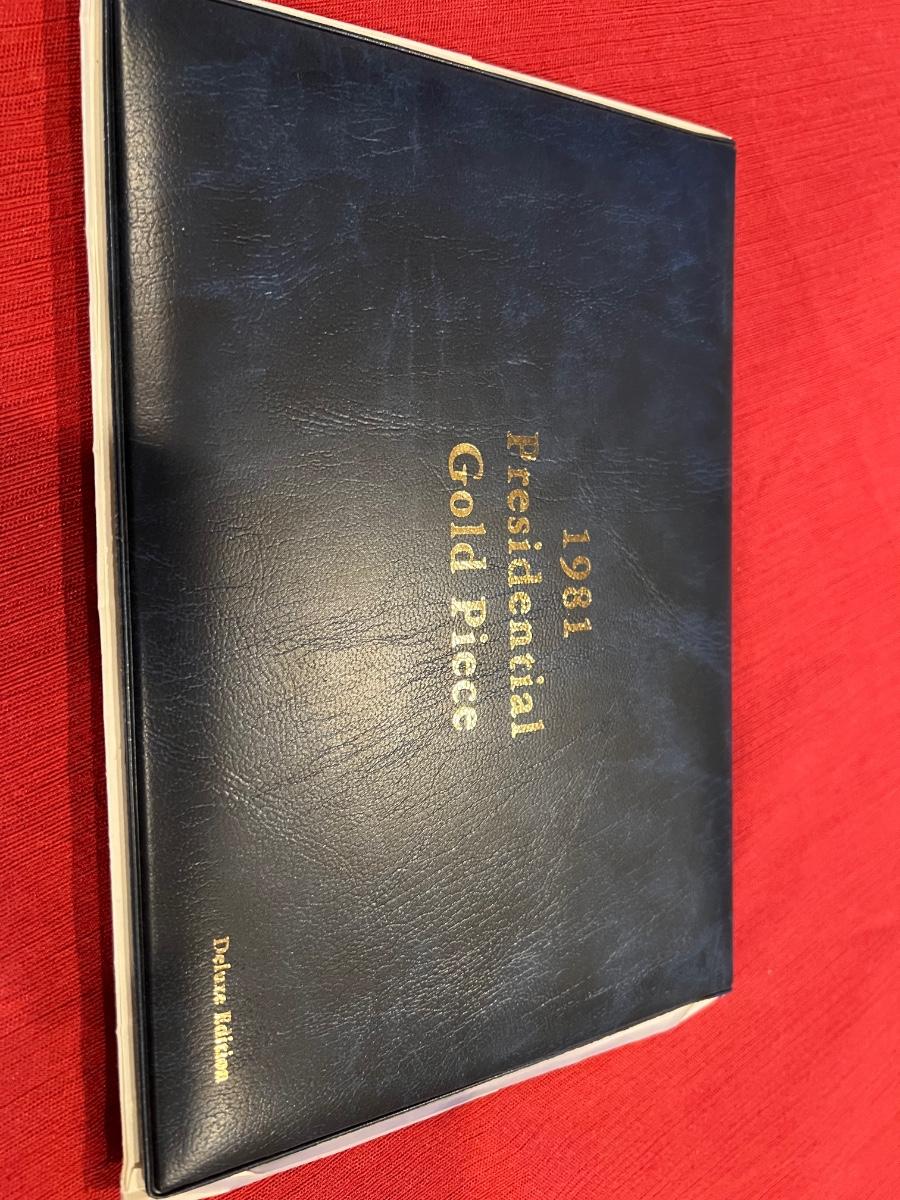 1981
Presidential
Gold Piece
Deluxe Edition